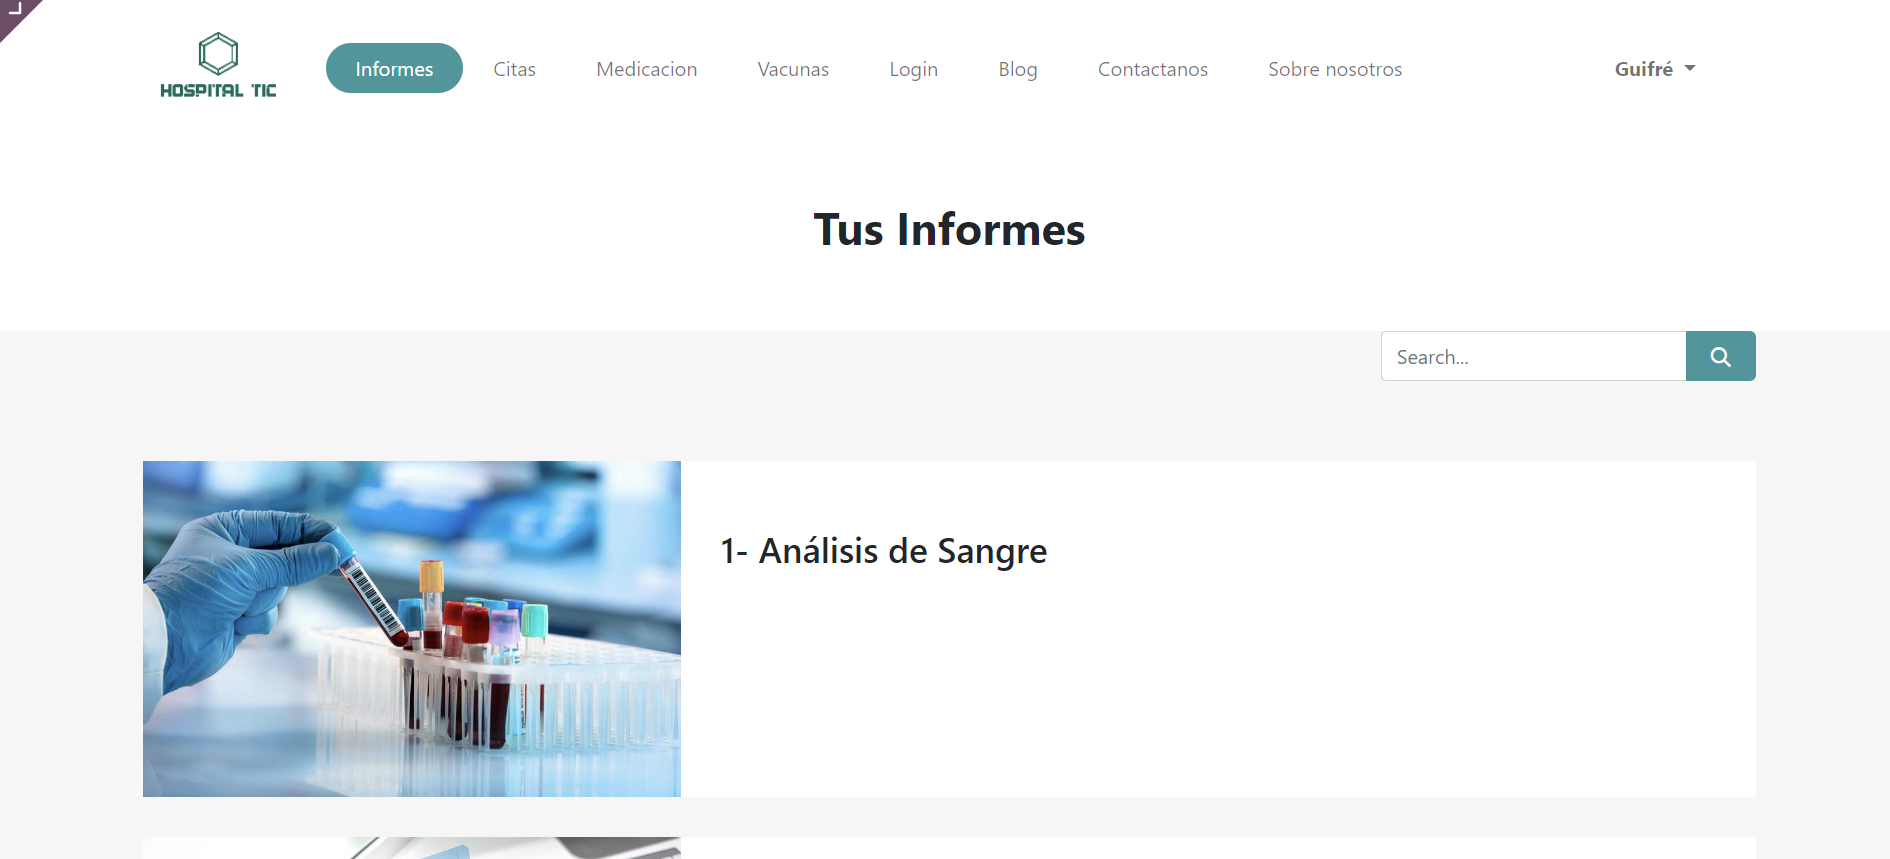 HOSPITAL TIC
Informes
Citas
Medicacion
Vacunas
Login
Blog
Contactanos
Sobre nosotros
Guifré
Tus Informes
Search...
1- Análisis de Sangre